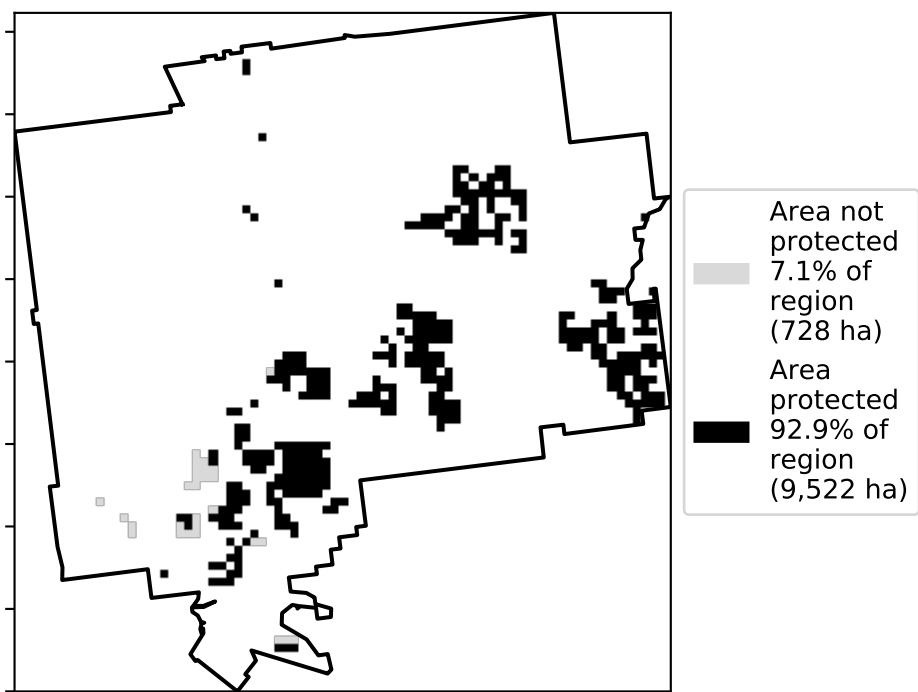 Area not
protected
7.1% of
region
(728 ha)
Area
protected
92.9% of
region
(9,522 ha)